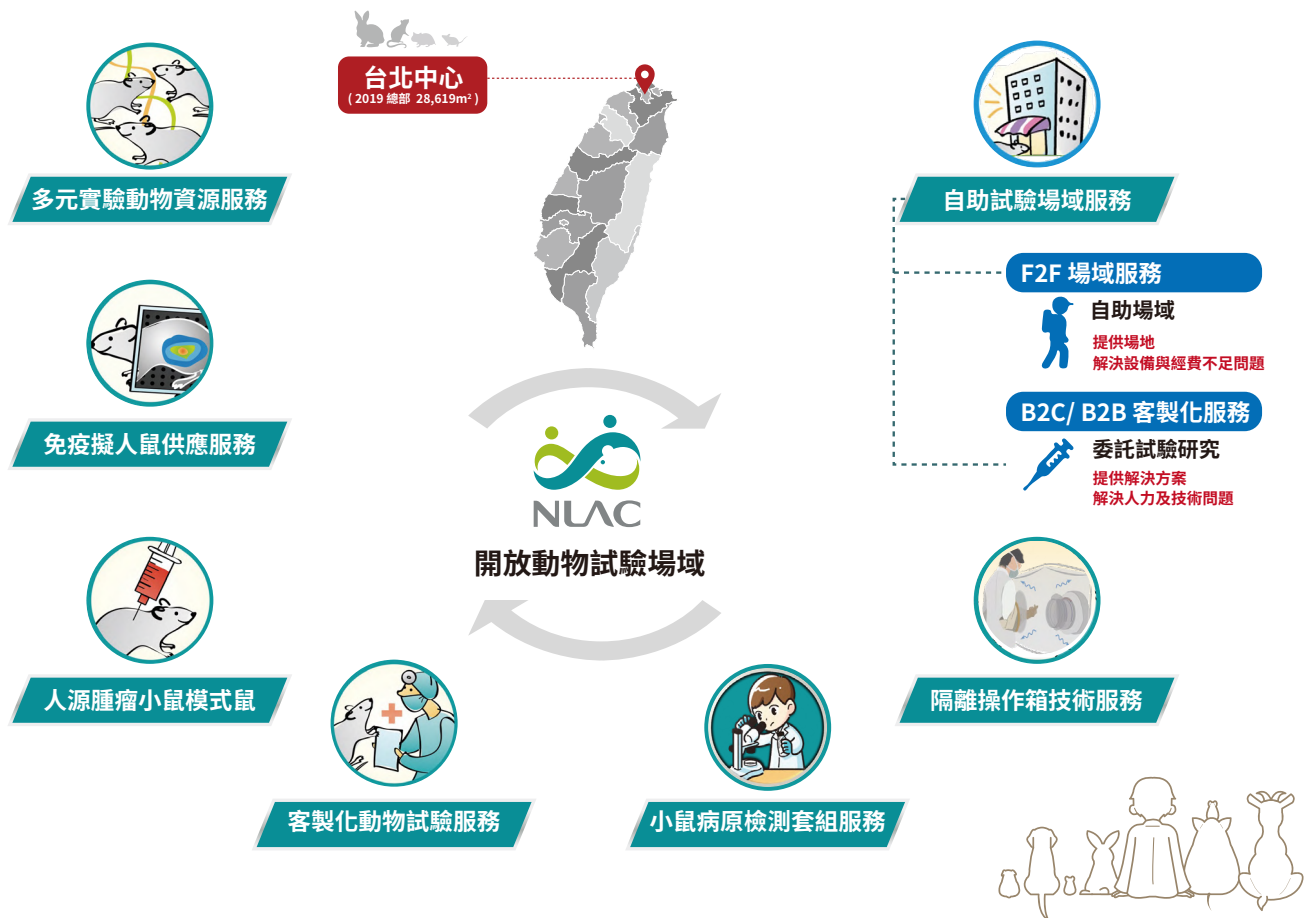 台北中心
( 2019 總部 28,619m² )
多元實驗動物資源服務
免疫擬人鼠供應服務
人源腫瘤小鼠模式鼠
客製化動物試驗服務
小鼠病原檢測套組服務
NLAC
開放動物試驗場域
自助試驗場域服務
F2F 場域服務
自助場域
提供場地
解決設備與經費不足問題
B2C/ B2B 客製化服務
委託試驗研究
提供解決方案
解決人力及技術問題
隔離操作箱技術服務